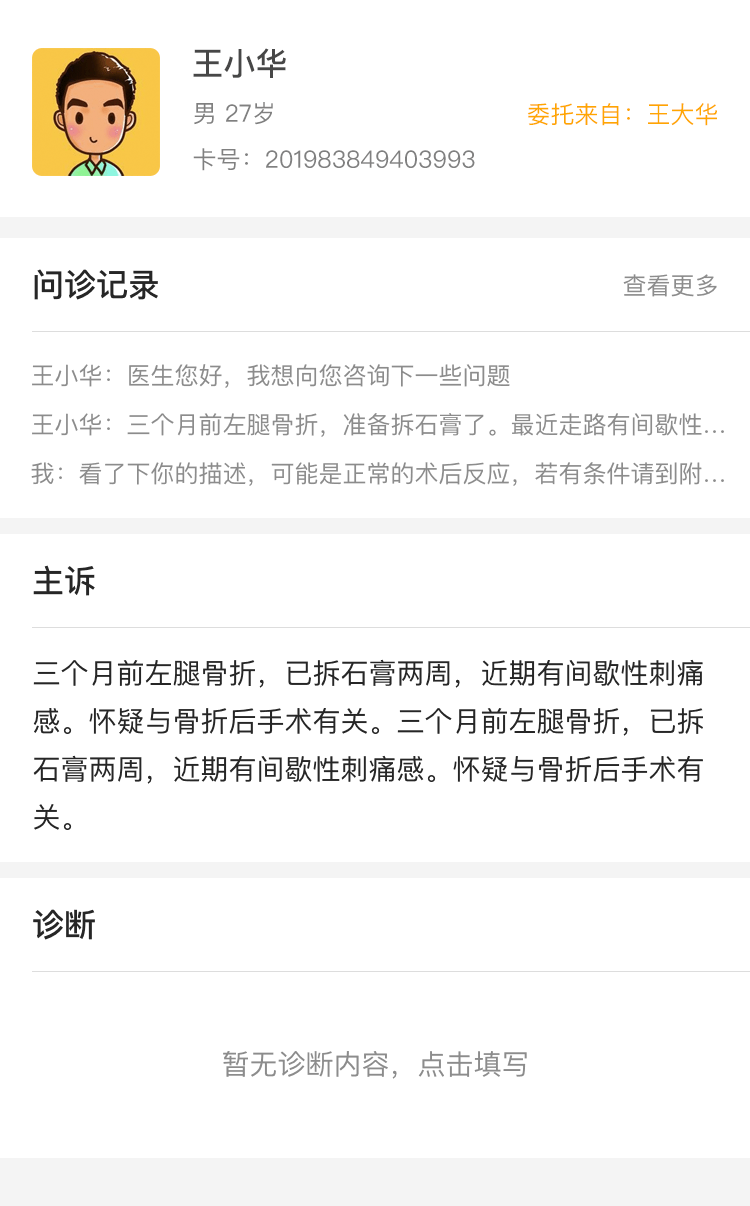 王小华
男 27岁
委托来自：王大华
卡号：201983849403993
问诊记录
查看更多
王小华：医生您好，我想向您咨询下一些问题
王小华：三个月前左腿骨折，准备拆石膏了。最近走路有间歇性...
我：看了下你的描述，可能是正常的术后反应，若有条件请到附...
主诉
三个月前左腿骨折，已拆石膏两周，近期有间歇性刺痛
感。怀疑与骨折后手术有关。三个月前左腿骨折，已拆
石膏两周，近期有间歇性刺痛感。怀疑与骨折后手术有
关。
诊断
暂无诊断内容，点击填写